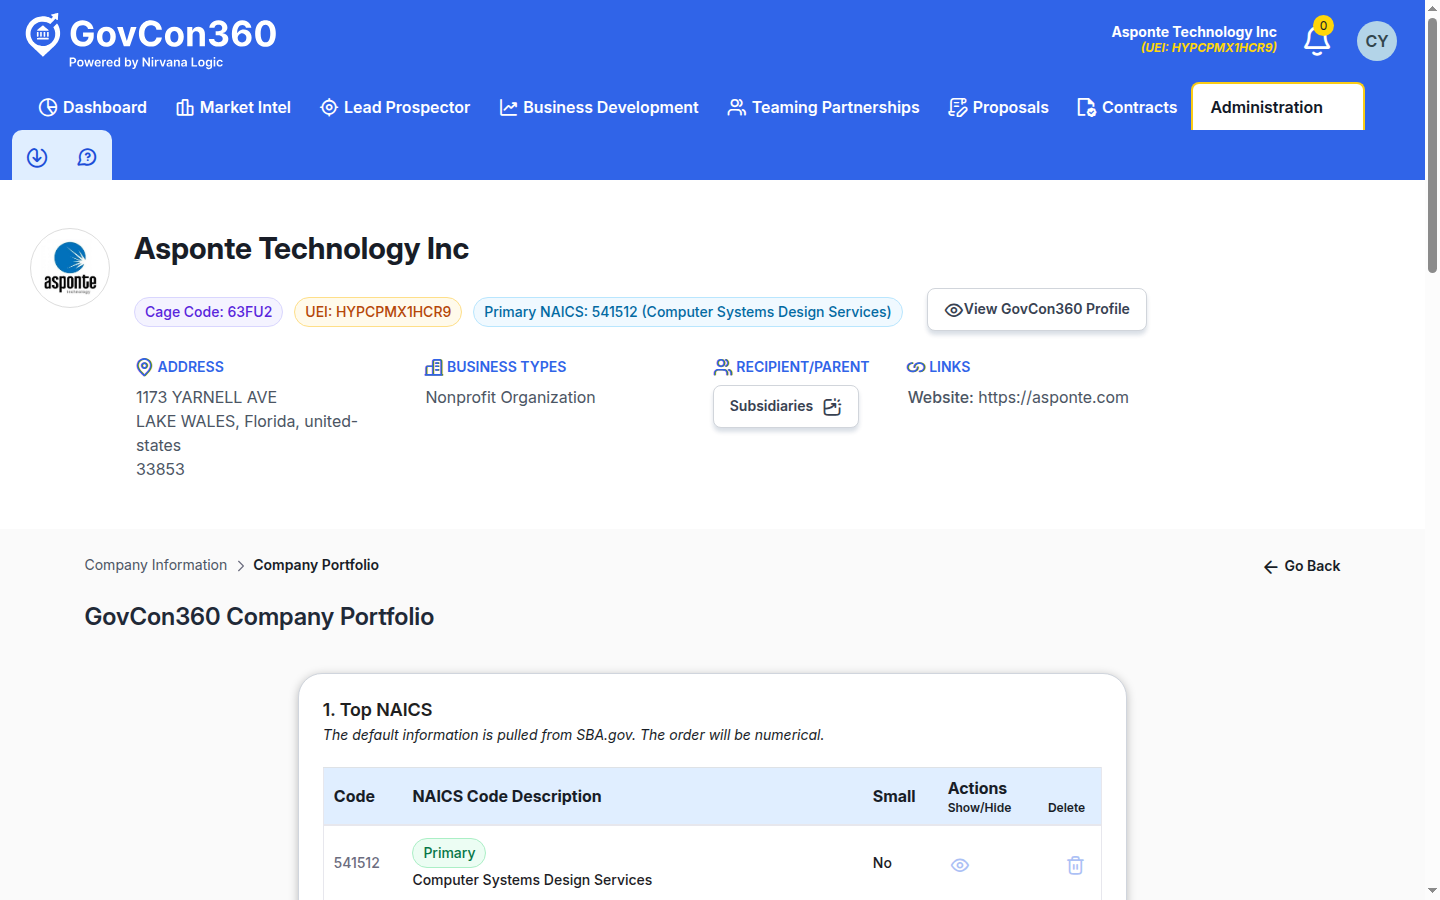 GovCon360
Powered by Nirvana Logic
Asponte Technology Inc
(UEI: HYPCPMX1HCR9)
0
CY
Dashboard
Market Intel
Lead Prospector
Business Development
Teaming Partnerships
Proposals
Contracts
Administration
asponte
technology
Asponte Technology Inc
Cage Code: 63FU2
UEI: HYPCPMX1HCR9
Primary NAICS: 541512 (Computer Systems Design Services)
View GovCon360 Profile
ADDRESS
1173 YARNELL AVE
LAKE WALES, Florida, united-
states
33853
BUSINESS TYPES
Nonprofit Organization
RECIPIENT/PARENT
Subsidiaries
LINKS
Website: https://asponte.com
Company Information
Company Portfolio
Go Back
GovCon360 Company Portfolio
1. Top NAICS
The default information is pulled from SBA.gov. The order will be numerical.
Code
NAICS Code Description
Small
Actions
Show/Hide
Delete
541512
Primary
Computer Systems Design Services
No